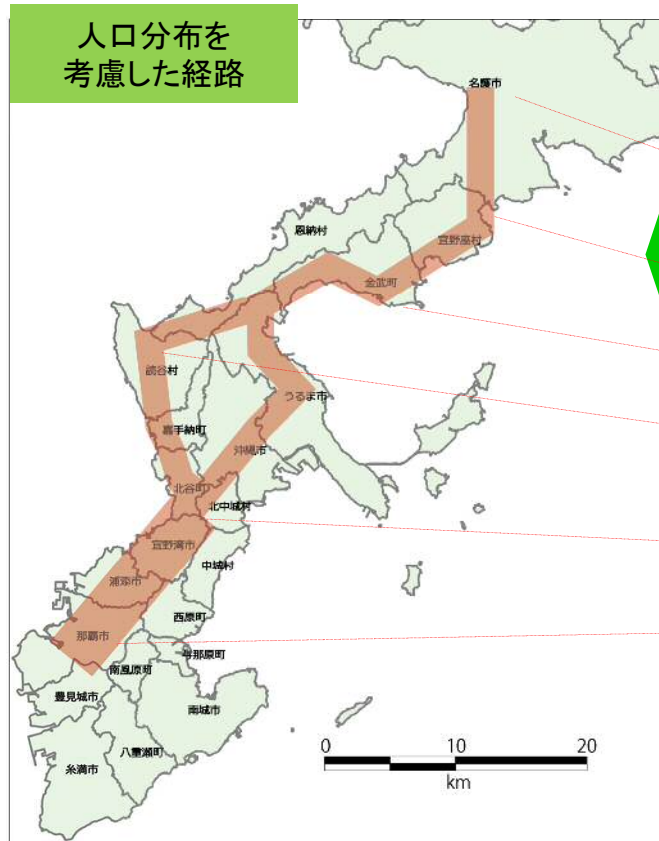 人口分布を
考慮した経路
名護市
恩納村
宜野座村
金武町
読谷村
うるま市
嘉手納町
沖縄市
北谷町
北中城村
宜野湾市
中城村
浦添市
西原町
那覇市
与那原町
南風原町
豊見城市
南城市
八重瀬町
糸満市
0 10 20
km